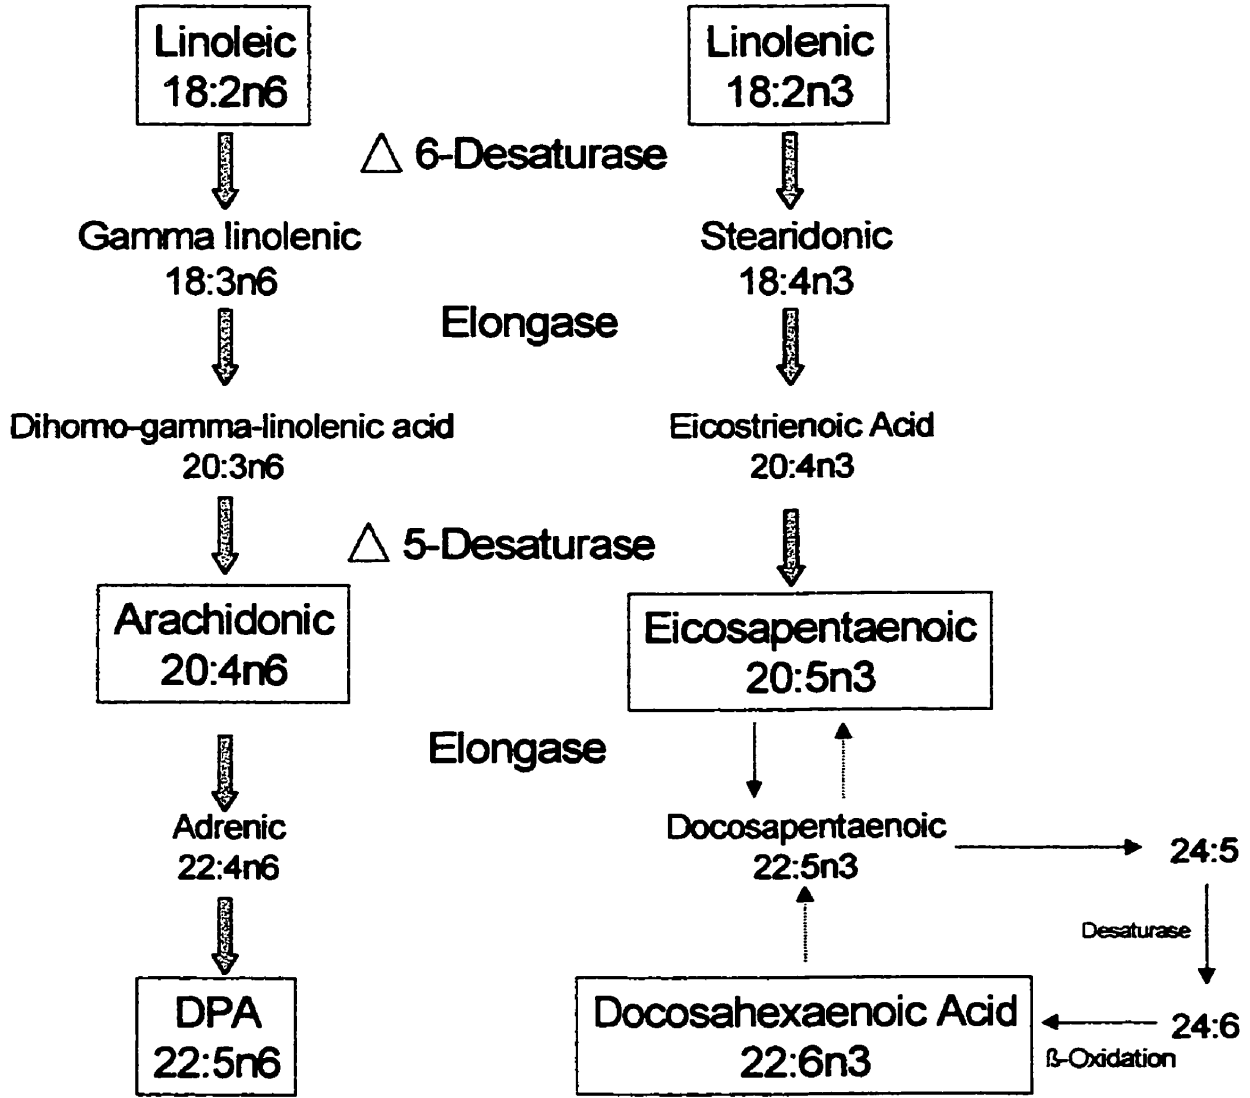 Linoleic
18:2n6
Linolenic
18:2n3
△ 6-Desaturase
Gamma linolenic
18:3n6
Stearidonic
18:4n3
Elongase
Dihomo-gamma-linolenic acid
20:3n6
Eicostrienoic Acid
20:4n3
△ 5-Desaturase
Arachidonic
20:4n6
Eicosapentaenoic
20:5n3
Elongase
Adrenic
22:4n6
Docosapentaenoic
22:5n3
24:5
Desaturase
DPA
22:5n6
Docosahexaenoic Acid
22:6n3
24:6
ß-Oxidation